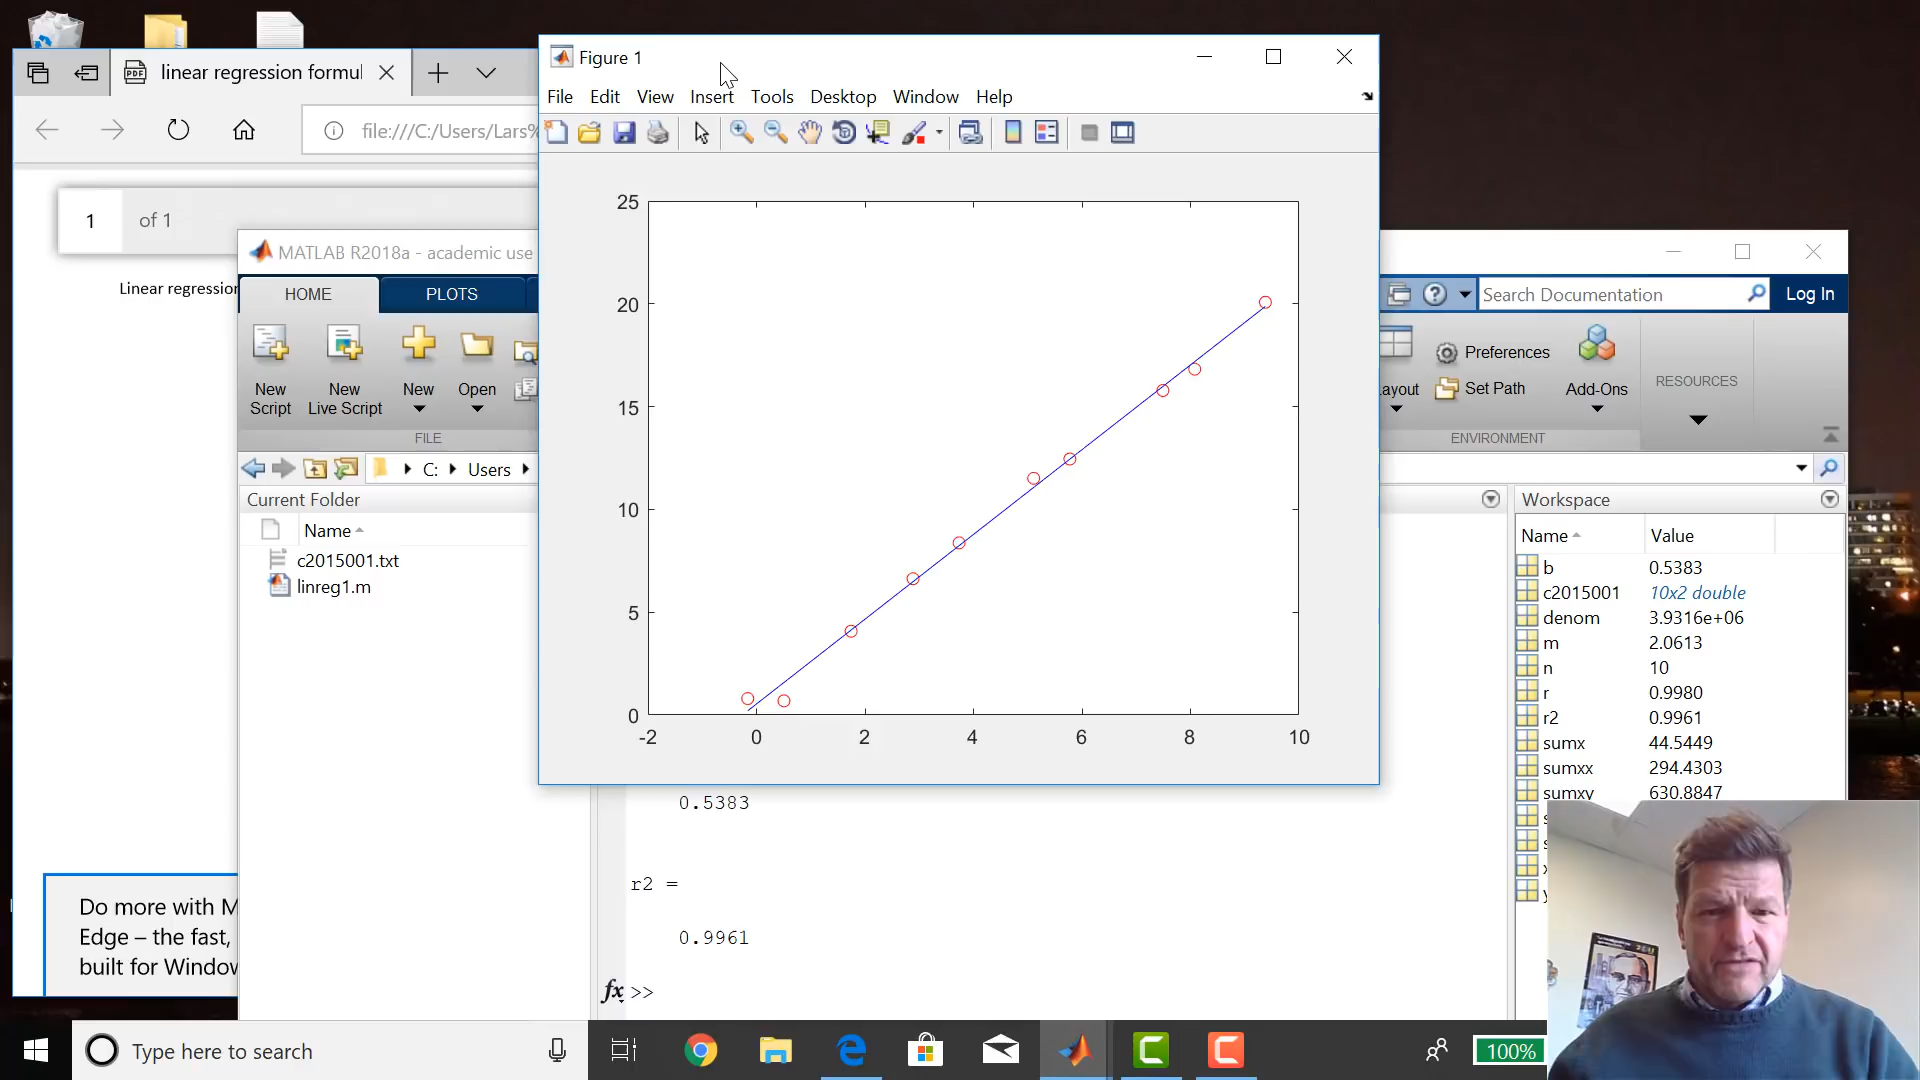 linear regression formul
file:///C:/Users/Lars%
1 of 1
Linear regression
Figure 1
File Edit View Insert Tools Desktop Window Help
25
20
15
10
5
0
-2 0 2 4 6 8 10
MATLAB R2018a - academic use
HOME PLOTS
Search Documentation Log In
New Script
New Live Script
New
Open
FILE
ayout
Preferences
Set Path
Add-Ons
RESOURCES
ENVIRONMENT
C: Users
Current Folder
Name
c2015001.txt
linreg1.m
Workspace
Name Value
b 0.5383
c2015001 10x2 double
denom 3.9316e+06
m 2.0613
n 10
r 0.9980
r2 0.9961
sumx 44.5449
sumxx 294.4303
sumxy 630.8847
0.5383
r2 =
0.9961
fx >>
Do more with M
Edge – the fast,
built for Window
Type here to search
100%